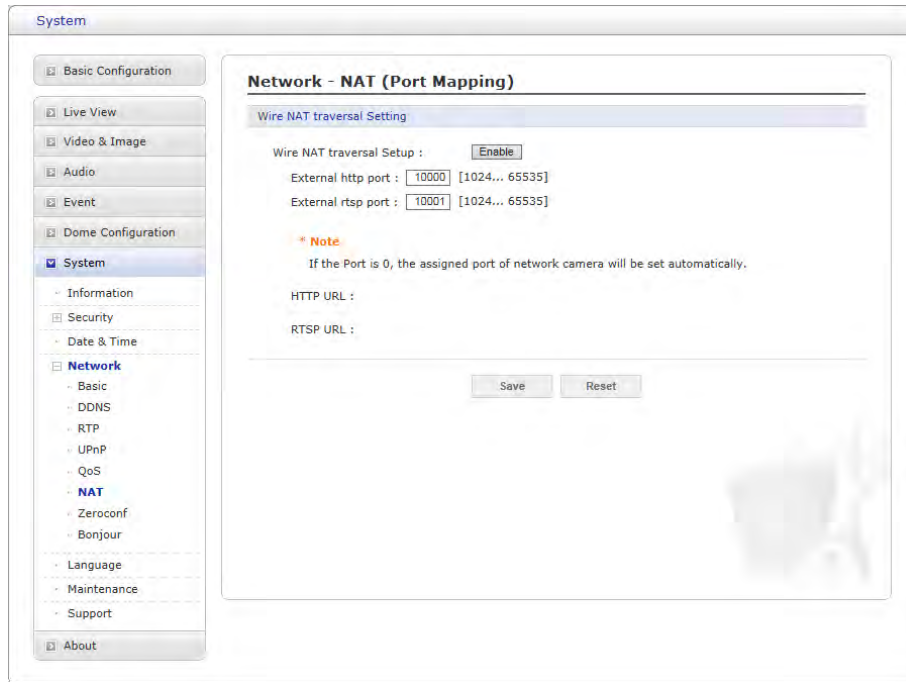 System
Basic Configuration
Live View
Video & Image
Audio
Event
Dome Configuration
System
Information
Security
Date & Time
Network
Basic
DDNS
RTP
UPnP
QoS
NAT
Zeroconf
Bonjour
Language
Maintenance
Support
About
Network - NAT (Port Mapping)
Wire NAT traversal Setting
Wire NAT traversal Setup : Enable
External http port : 10000 [1024... 65535]
External rtsp port : 10001 [1024... 65535]
* Note
If the Port is 0, the assigned port of network camera will be set automatically.
HTTP URL :
RTSP URL :
Save Reset